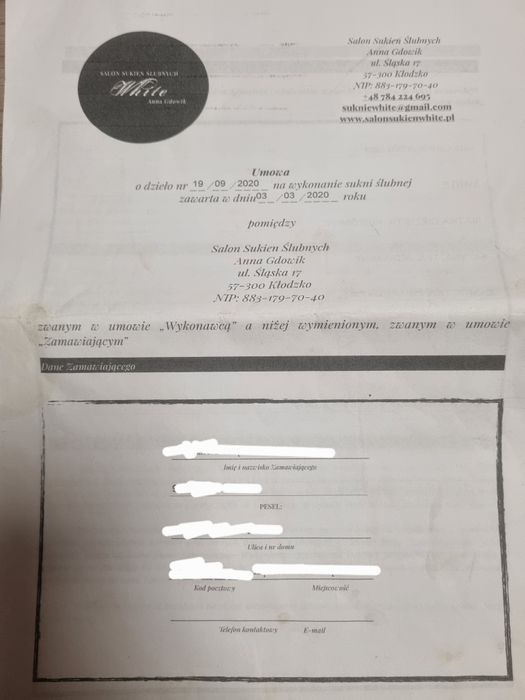 SALON SUKIEN ŚLUBNYCH
White
Anna Gdowik
Salon Sukień Ślubnych
Anna Gdowik
ul. Śląska 17
57-300 Kłodzko
NIP: 883-179-70-40
+48 784 224 695
sukniewhite@gmail.com
www.salonsukienwhite.pl
Umowa
o dzieło nr 19 /09 /2020 na wykonanie sukni ślubnej
zawarta w dniu 03 /03 /2020 roku
pomiędzy
Salon Sukien Ślubnych
Anna Gdowik
ul. Śląska 17
57-300 Kłodzko
NIP: 883-179-70-40
zwanym w umowie „Wykonawcą" a niżej wymienionym, zwanym w umowie
„Zamawiającym"
Dane Zamawiającego
Imię i nazwisko Zamawiającego
PESEL:
Ulica i nr domu
Kod pocztowy Miejscowość
Telefon kontaktowy E-mail